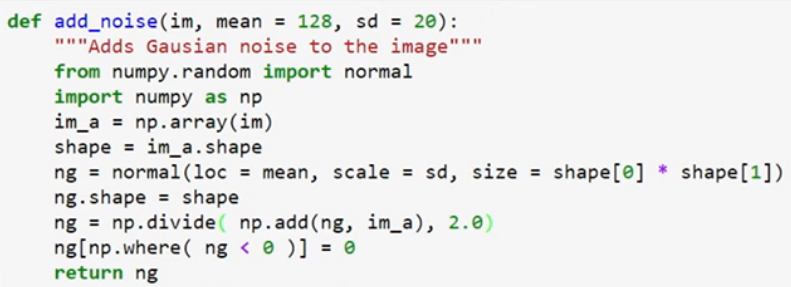 def add_noise(im, mean = 128, sd = 20):
    """Adds Gausian noise to the image"""
    from numpy.random import normal
    import numpy as np
    im_a = np.array(im)
    shape = im_a.shape
    ng = normal(loc = mean, scale = sd, size = shape[0] * shape[1])
    ng.shape = shape
    ng = np.divide( np.add(ng, im_a), 2.0)
    ng[np.where( ng < 0 )] = 0
    return ng